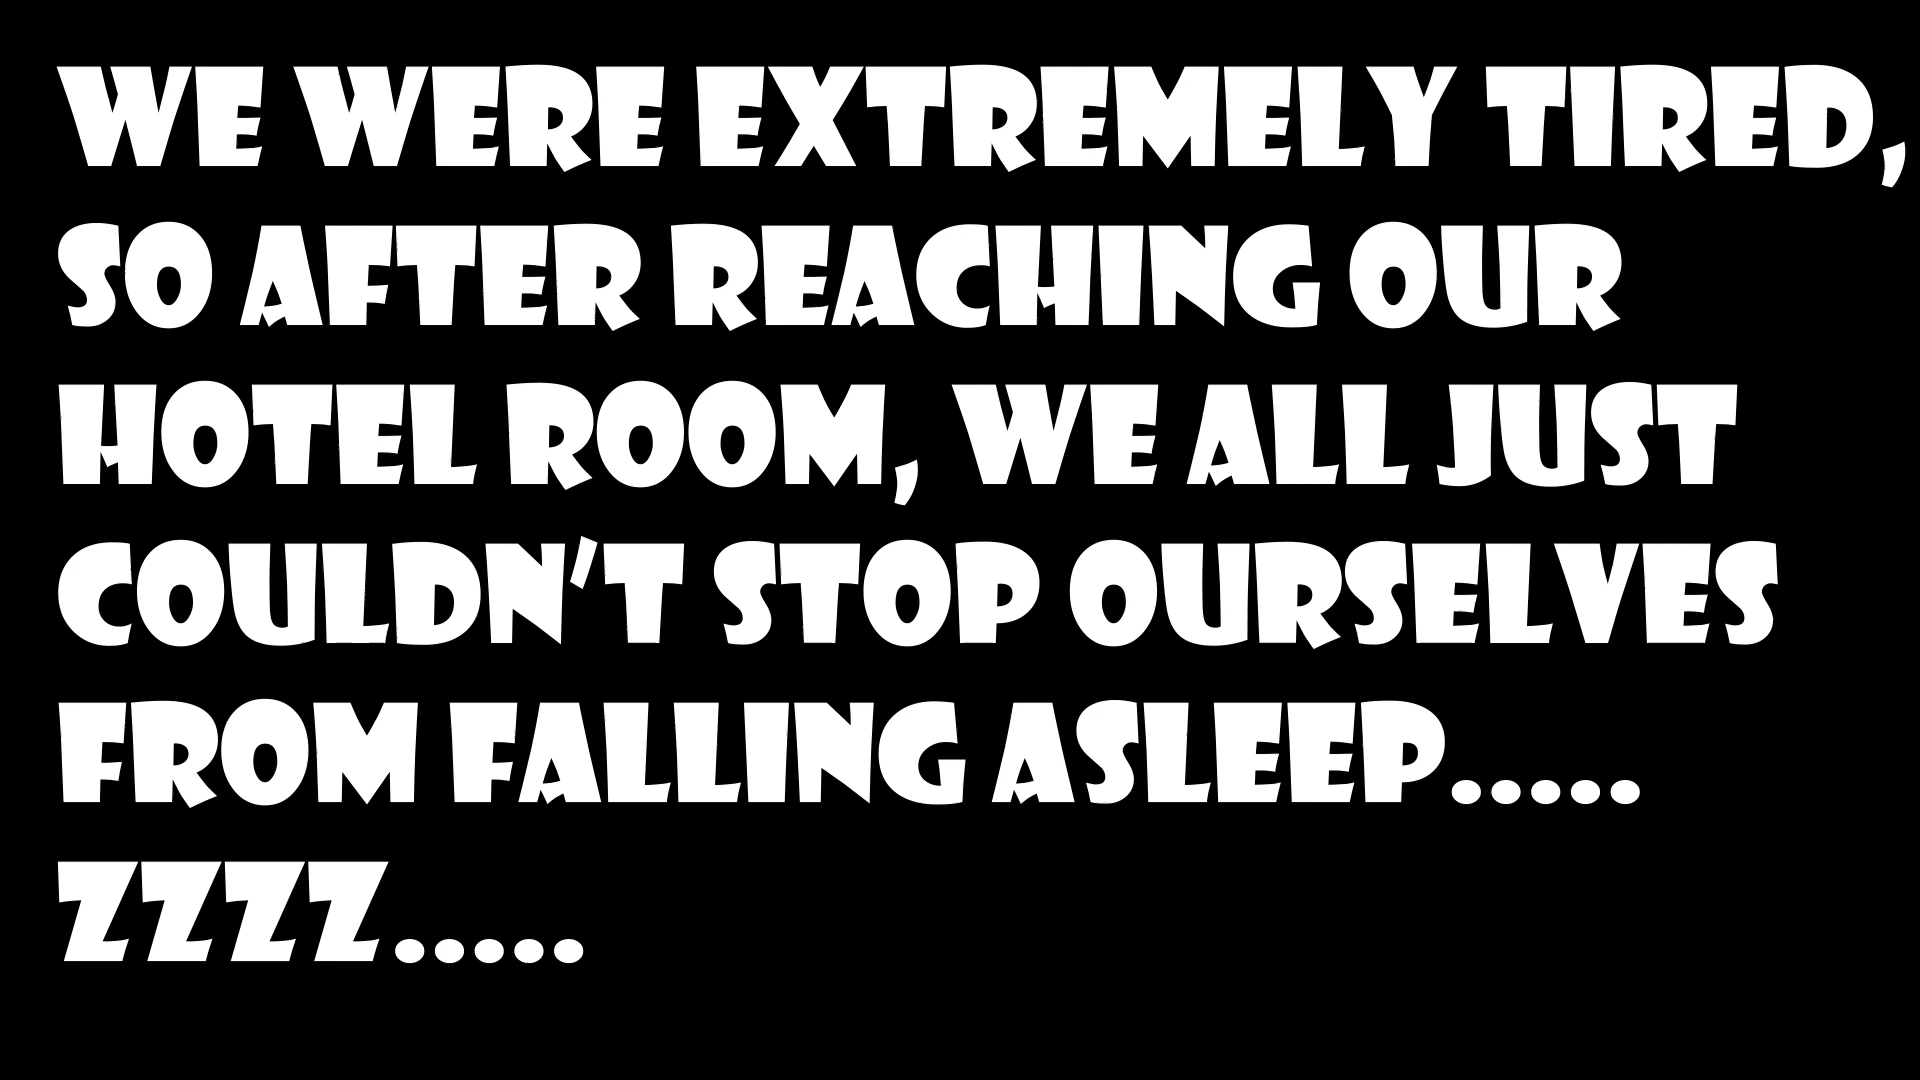 WE WERE EXTREMELY TIRED,
SO AFTER REACHING OUR
HOTEL ROOM, WE ALL JUST
COULDN'T STOP OURSELVES
FROM FALLING ASLEEP.....
ZZZZ.....